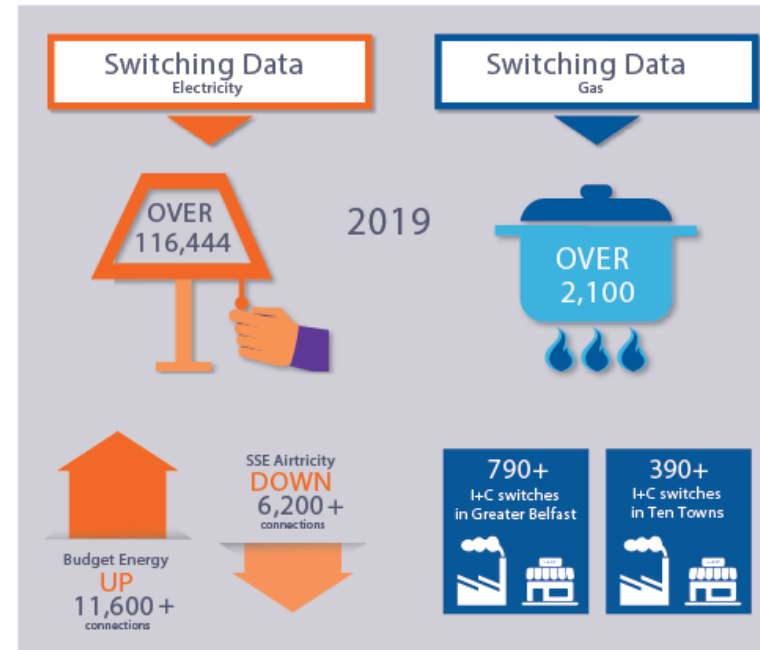 Switching Data
Electricity
Switching Data
Gas
OVER
116,444
2019
OVER
2,100
Budget Energy
UP
11,600+
connections
SSE Airtricity
DOWN
6,200+
connections
790+
I+C switches
in Greater Belfast
390+
I+C switches
in Ten Towns